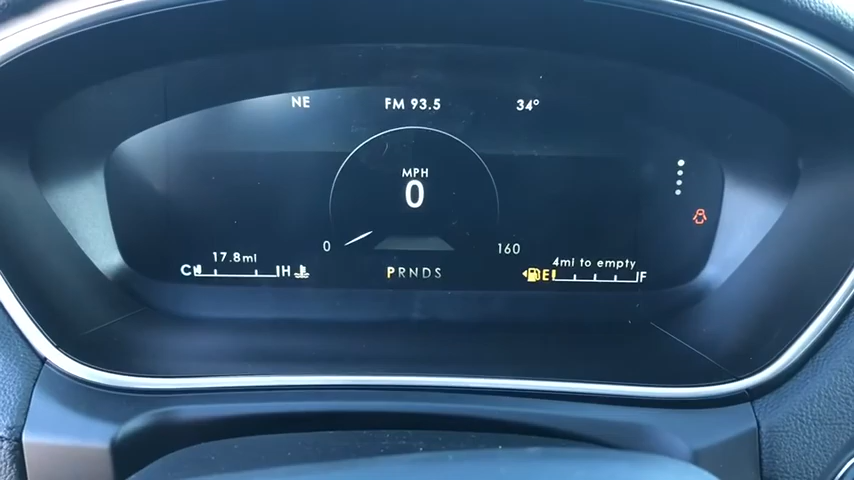 NE FM 93.5 34°
MPH
0
0 160
17.8mi 4mi to empty
C H PRNDS E F